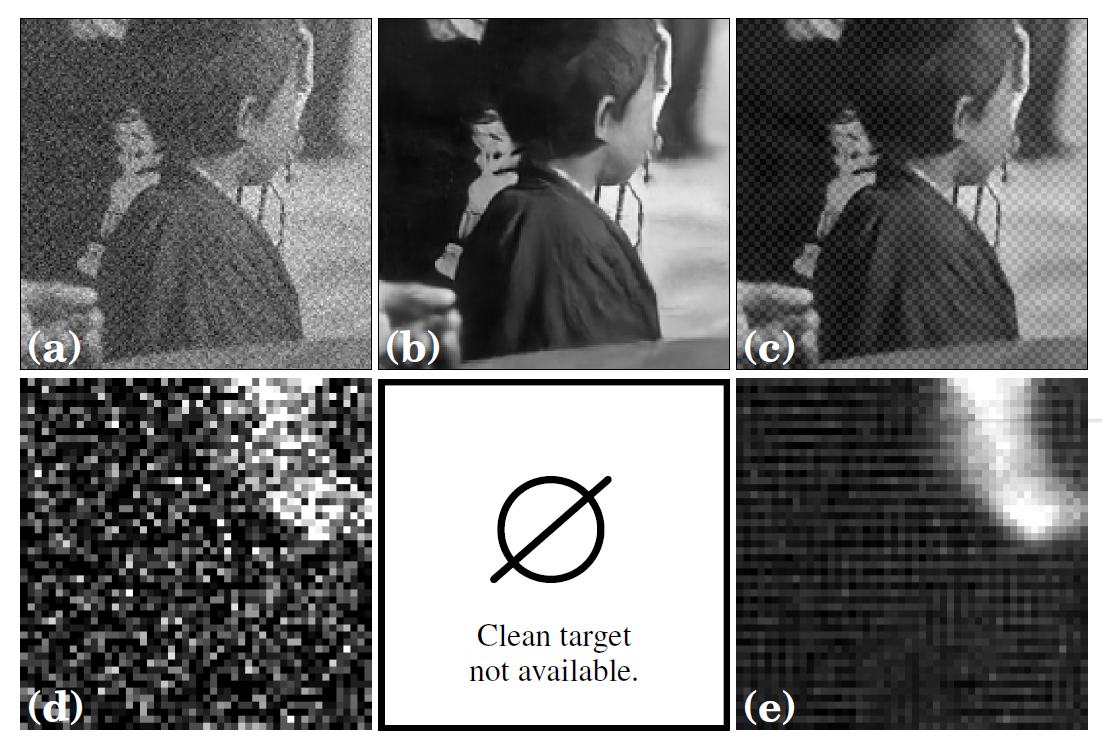 (a)
(b)
(c)
(d)
Clean target
not available.
(e)